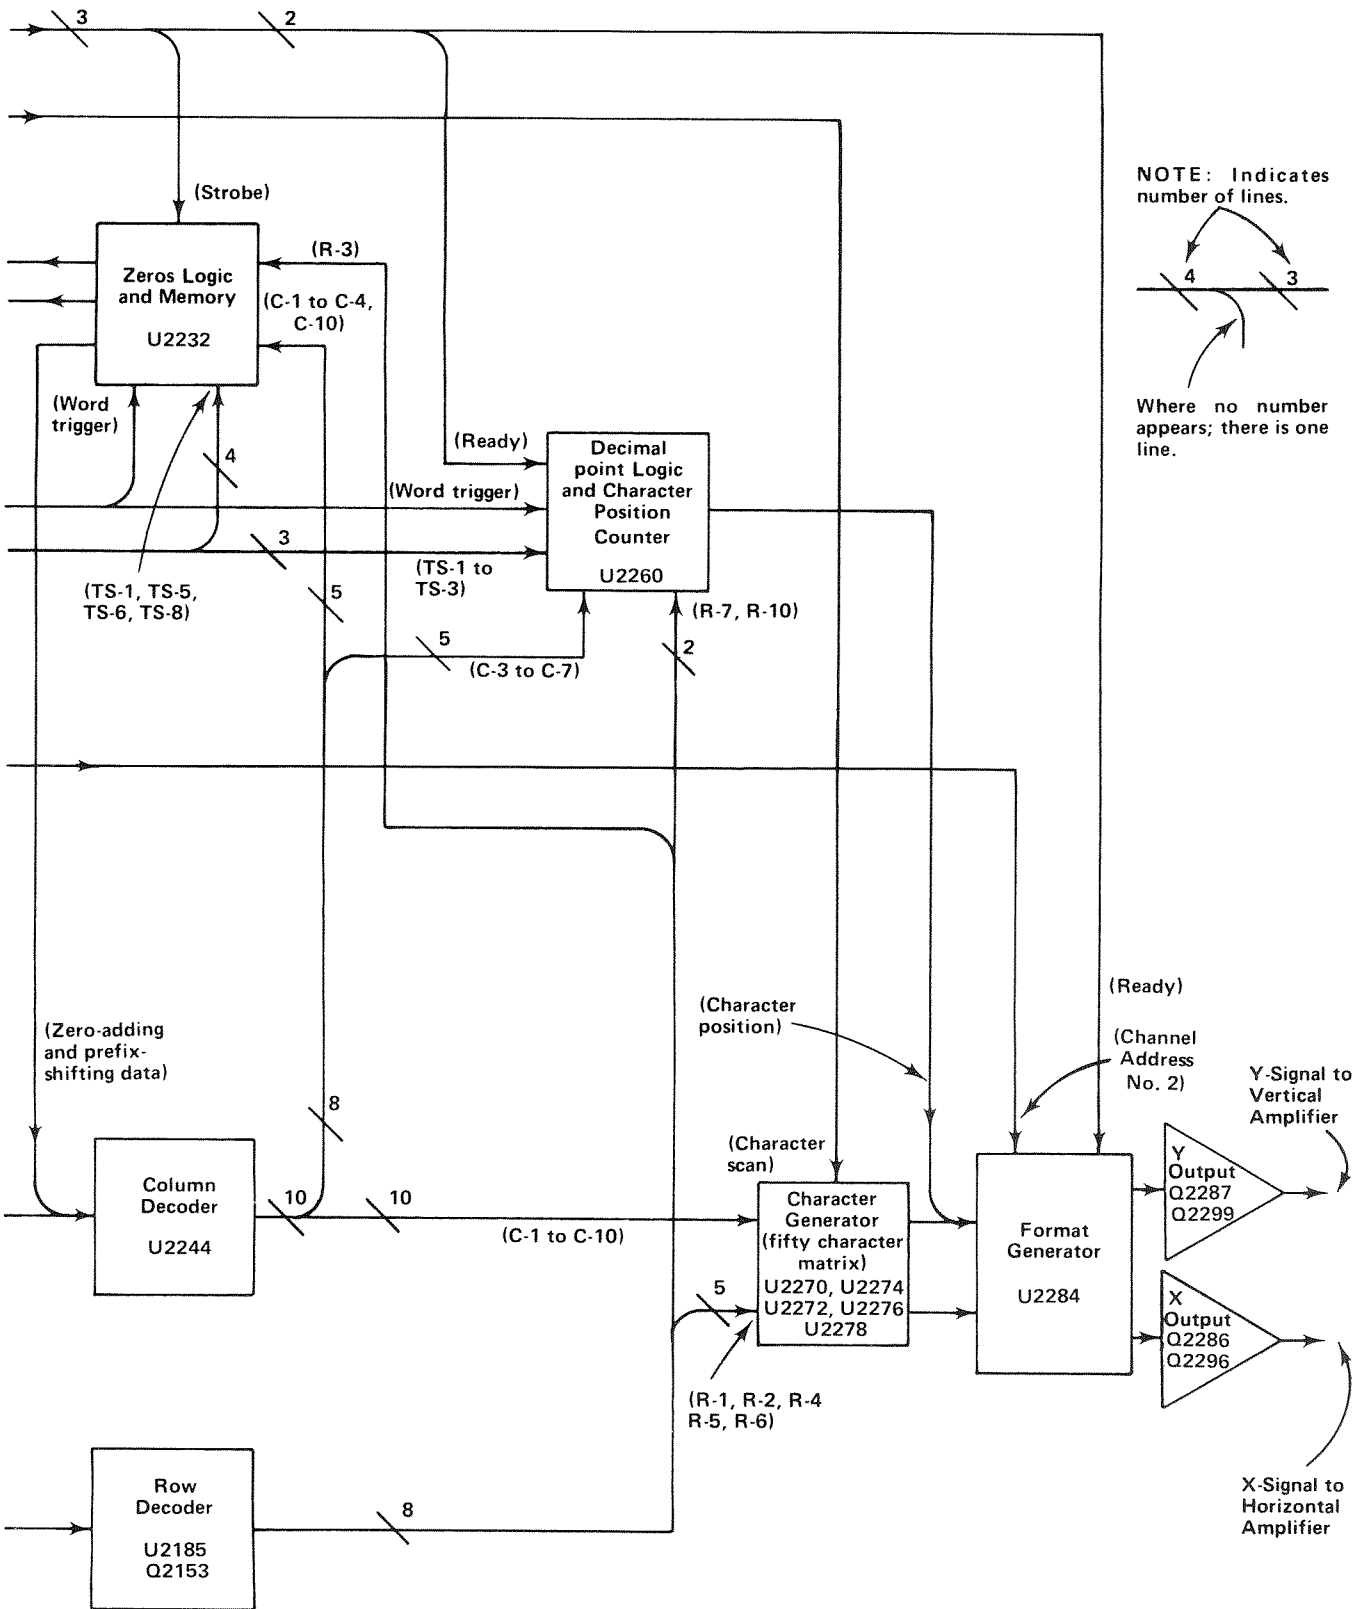 3
2
NOTE: Indicates
number of lines.
4
3
Where no number
appears; there is one
line.
(Strobe)
(R-3)
Zeros Logic
and Memory
U2232
(C-1 to C-4,
C-10)
(Word
trigger)
4
(Ready)
Decimal
point Logic
and Character
Position
Counter
U2260
(Word trigger)
3
(TS-1 to
TS-3)
(TS-1, TS-5,
TS-6, TS-8)
5
(R-7, R-10)
5
2
(C-3 to C-7)
(Ready)
(Character
position)
(Zero-adding
and prefix-
shifting data)
(Channel
Address
No. 2)
Y-Signal to
Vertical
Amplifier
8
(Character
scan)
Column
Decoder
U2244
10
10
(C-1 to C-10)
Character
Generator
(fifty character
matrix)
U2270, U2274
U2272, U2276
U2278
Format
Generator
U2284
Y
Output
Q2287
Q2299
5
X
Output
Q2286
Q2296
(R-1, R-2, R-4
R-5, R-6)
Row
Decoder
U2185
Q2153
8
X-Signal to
Horizontal
Amplifier